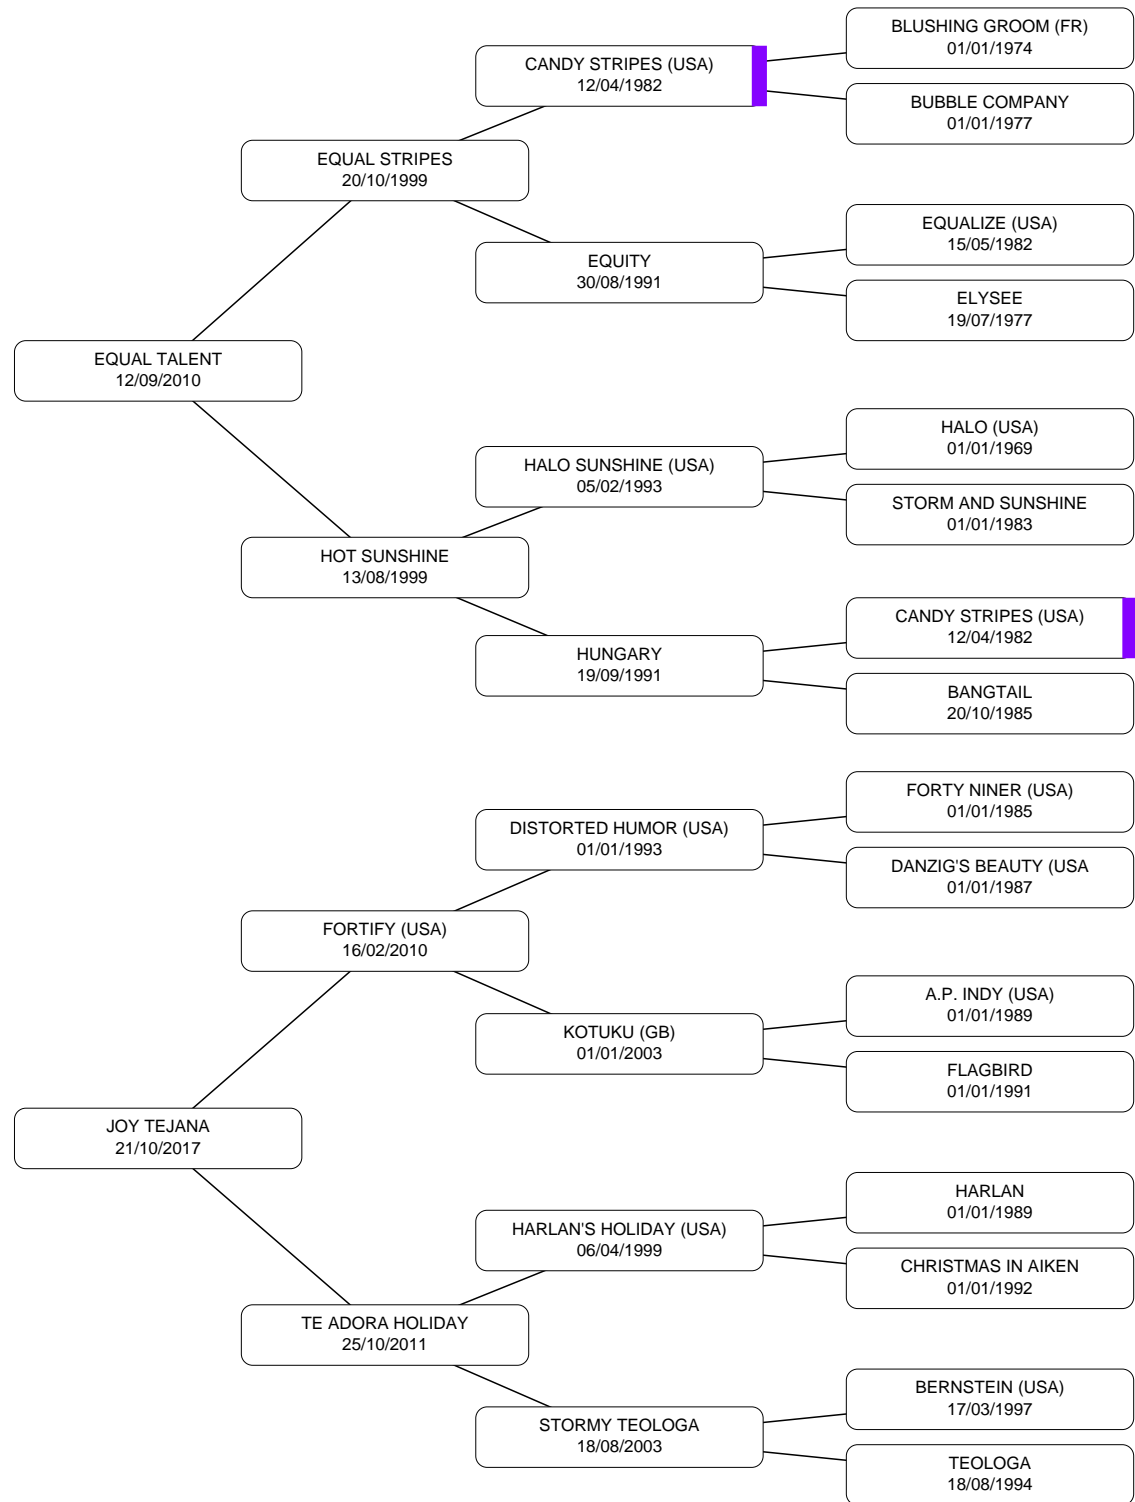 BLUSHING GROOM (FR)
01/01/1974
CANDY STRIPES (USA)
12/04/1982
BUBBLE COMPANY
01/01/1977
EQUAL STRIPES
20/10/1999
EQUALIZE (USA)
15/05/1982
EQUITY
30/08/1991
ELYSEE
19/07/1977
EQUAL TALENT
12/09/2010
HALO (USA)
01/01/1969
HALO SUNSHINE (USA)
05/02/1993
STORM AND SUNSHINE
01/01/1983
HOT SUNSHINE
13/08/1999
CANDY STRIPES (USA)
12/04/1982
HUNGARY
19/09/1991
BANGTAIL
20/10/1985
FORTY NINER (USA)
01/01/1985
DISTORTED HUMOR (USA)
01/01/1993
DANZIG'S BEAUTY (USA
01/01/1987
FORTIFY (USA)
16/02/2010
A.P. INDY (USA)
01/01/1989
KOTUKU (GB)
01/01/2003
FLAGBIRD
01/01/1991
JOY TEJANA
21/10/2017
HARLAN
01/01/1989
HARLAN'S HOLIDAY (USA)
06/04/1999
CHRISTMAS IN AIKEN
01/01/1992
TE ADORA HOLIDAY
25/10/2011
BERNSTEIN (USA)
17/03/1997
STORMY TEOLOGA
18/08/2003
TEOLOGA
18/08/1994